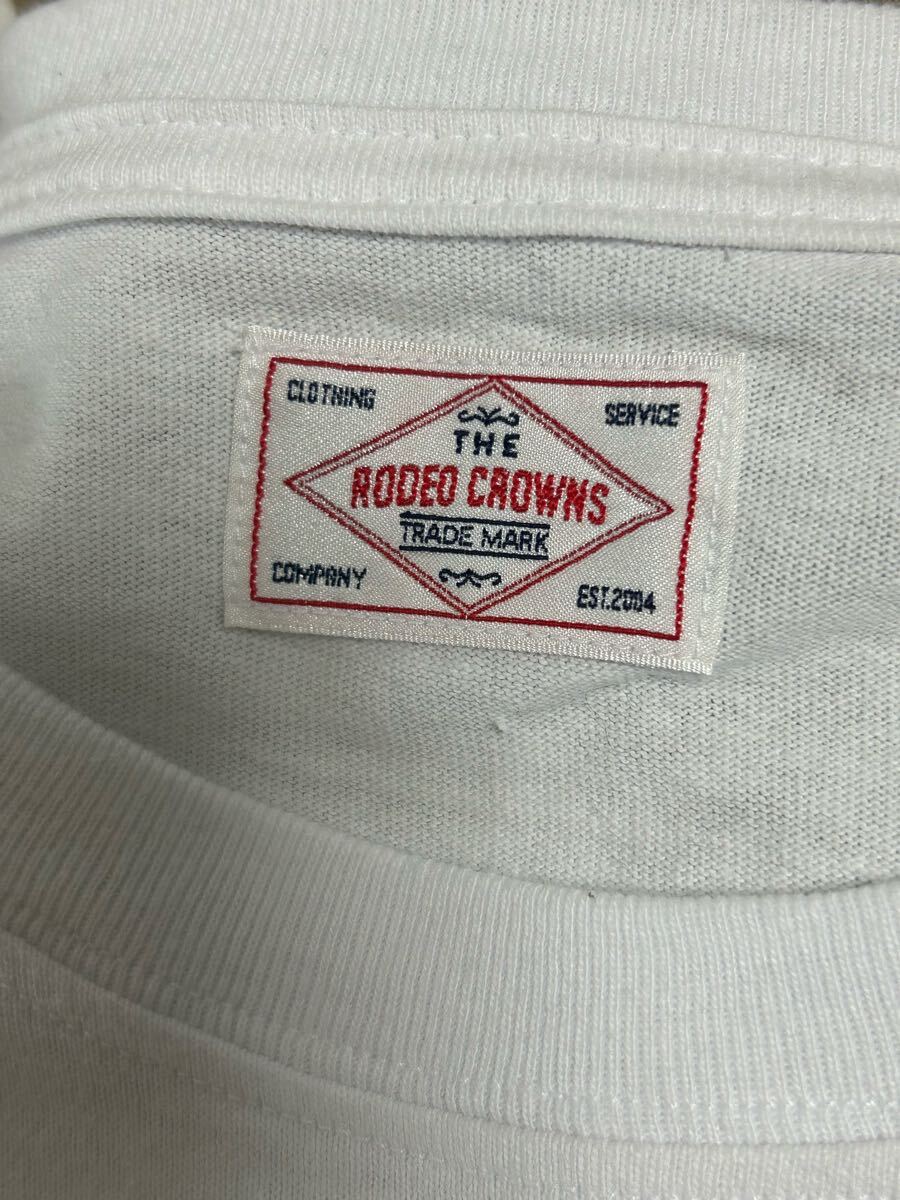 CLOTHING
SERVICE
THE
RODEO CROWNS
TRADE MARK
COMPANY
EST.2004